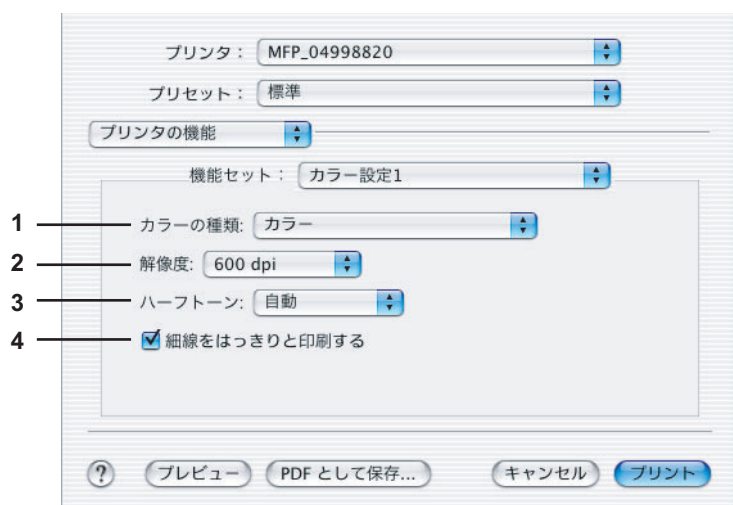 プリンタ： MFP_04998820
プリセット： 標準
プリンタの機能
機能セット： カラー設定1
1 カラーの種類: カラー
2 解像度: 600 dpi
3 ハーフトーン: 自動
4 細線をはっきりと印刷する
? プレビュー PDF として保存... キャンセル プリント